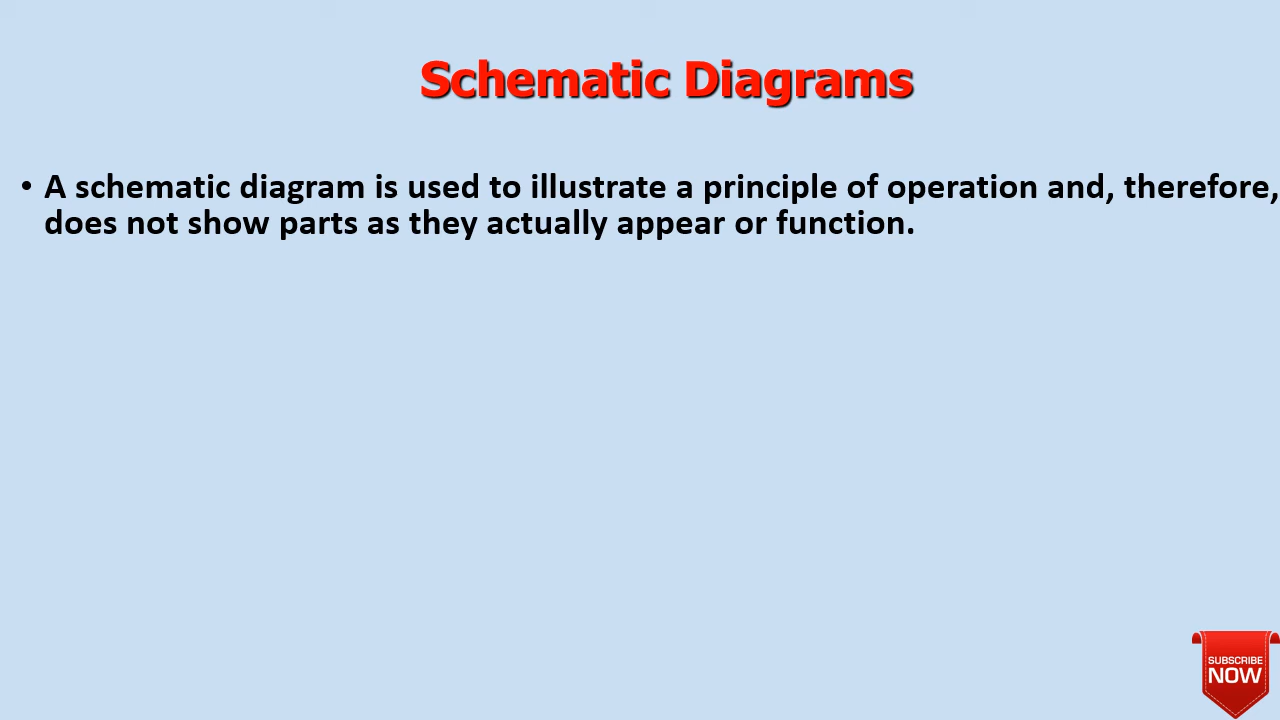 Schematic Diagrams
• A schematic diagram is used to illustrate a principle of operation and, therefore,
does not show parts as they actually appear or function.
SUBSCRIBE
NOW